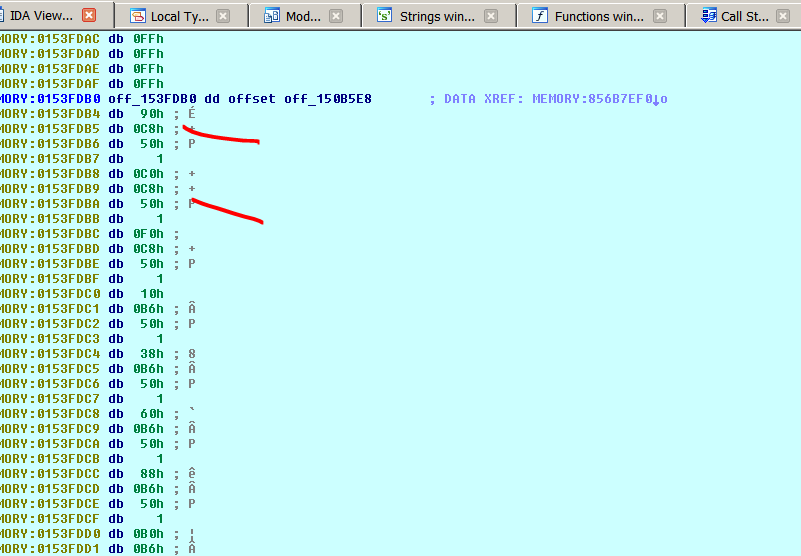 IDA View...
Local Ty...
Mod...
Strings win...
Functions win...
Call St...
MORY:0153FDAC db 0FFh
MORY:0153FDAD db 0FFh
MORY:0153FDAE db 0FFh
MORY:0153FDAF db 0FFh
MORY:0153FDB0 off_153FDB0 dd offset off_150B5E8 ; DATA XREF: MEMORY:856B7EF0↓o
MORY:0153FDB4 db 90h ; É
MORY:0153FDB5 db 0C8h ; +
MORY:0153FDB6 db 50h ; P
MORY:0153FDB7 db 1
MORY:0153FDB8 db 0C0h ; +
MORY:0153FDB9 db 0C8h ; +
MORY:0153FDBA db 50h ; P
MORY:0153FDBB db 1
MORY:0153FDBC db 0F0h ;
MORY:0153FDBD db 0C8h ; +
MORY:0153FDBE db 50h ; P
MORY:0153FDBF db 1
MORY:0153FDC0 db 10h
MORY:0153FDC1 db 0B6h ; Â
MORY:0153FDC2 db 50h ; P
MORY:0153FDC3 db 1
MORY:0153FDC4 db 38h ; 8
MORY:0153FDC5 db 0B6h ; Â
MORY:0153FDC6 db 50h ; P
MORY:0153FDC7 db 1
MORY:0153FDC8 db 60h ; `
MORY:0153FDC9 db 0B6h ; Â
MORY:0153FDCA db 50h ; P
MORY:0153FDCB db 1
MORY:0153FDCC db 88h ; ê
MORY:0153FDCD db 0B6h ; Â
MORY:0153FDCE db 50h ; P
MORY:0153FDCF db 1
MORY:0153FDD0 db 0B0h ; ¦
MORY:0153FDD1 db 0B6h ; Â